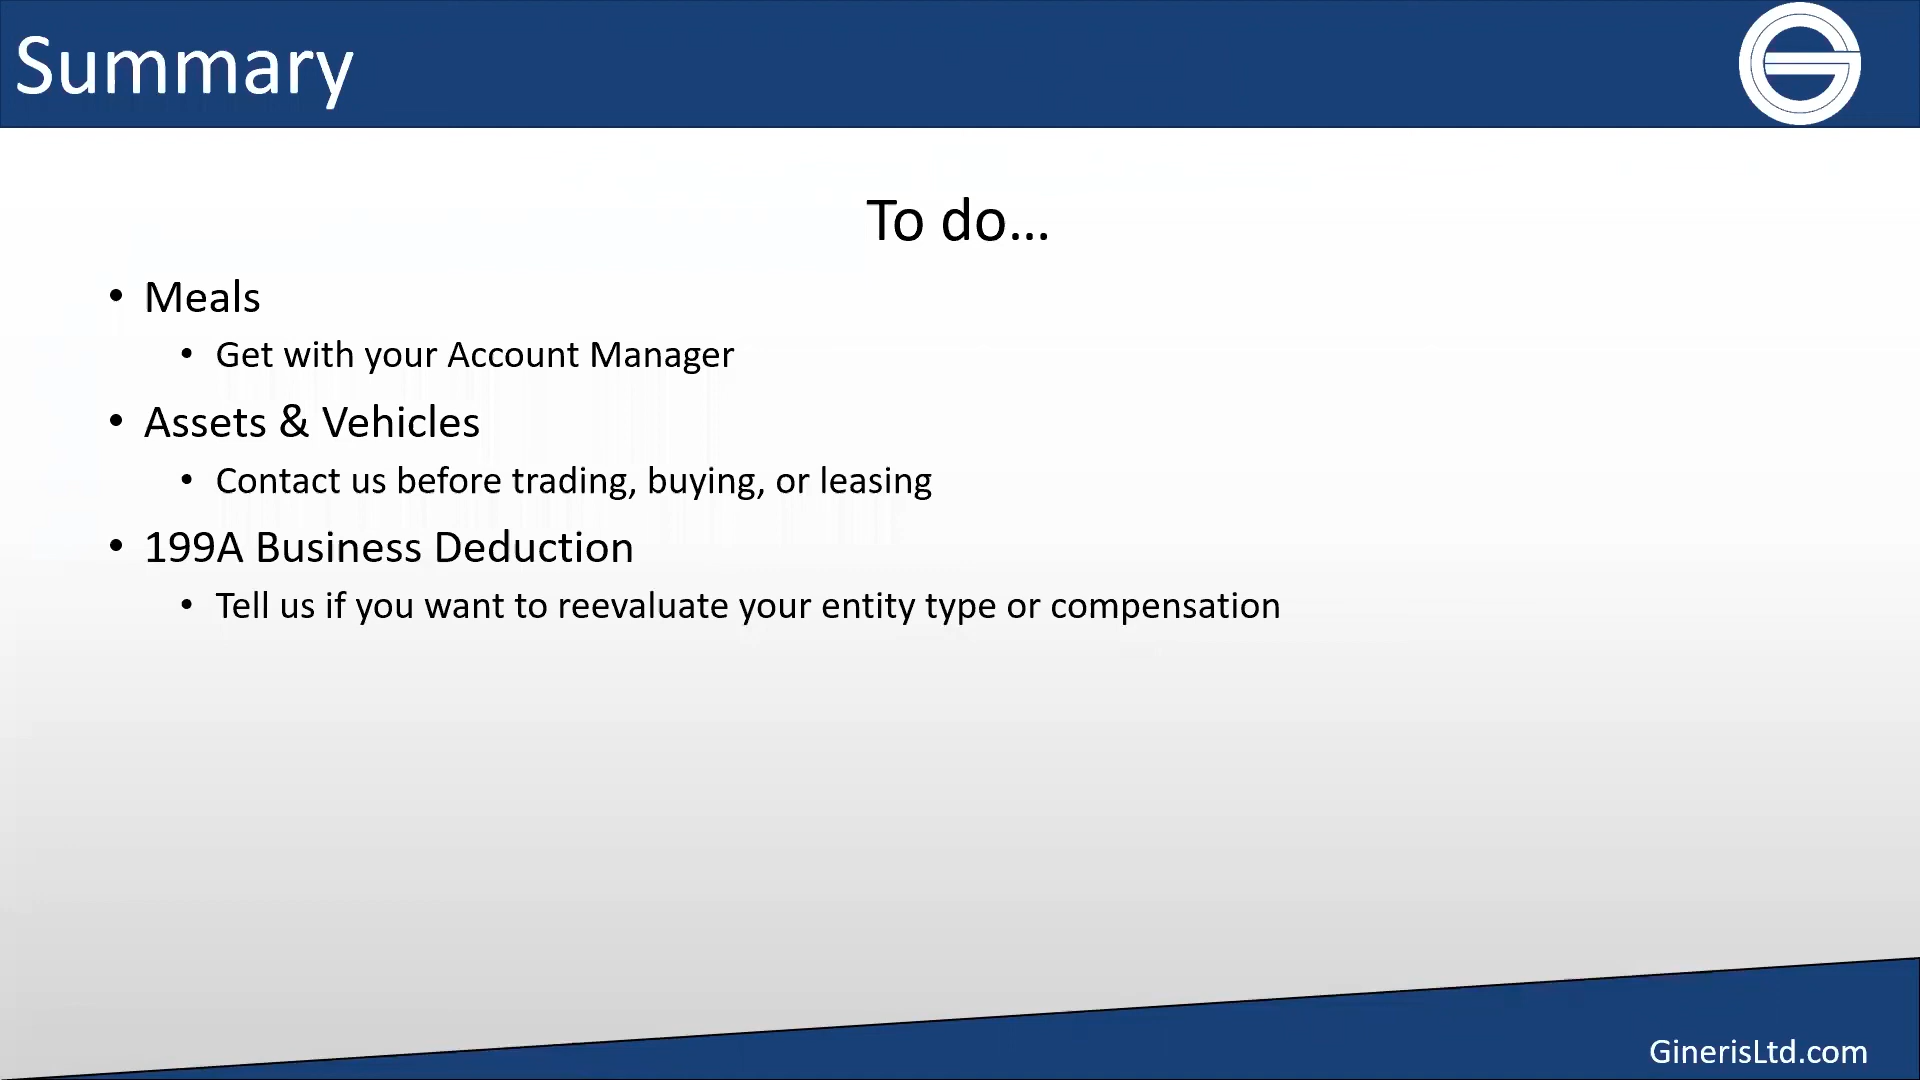 Summary
To do...
• Meals
• Get with your Account Manager
• Assets & Vehicles
• Contact us before trading, buying, or leasing
• 199A Business Deduction
• Tell us if you want to reevaluate your entity type or compensation
GinerisLtd.com